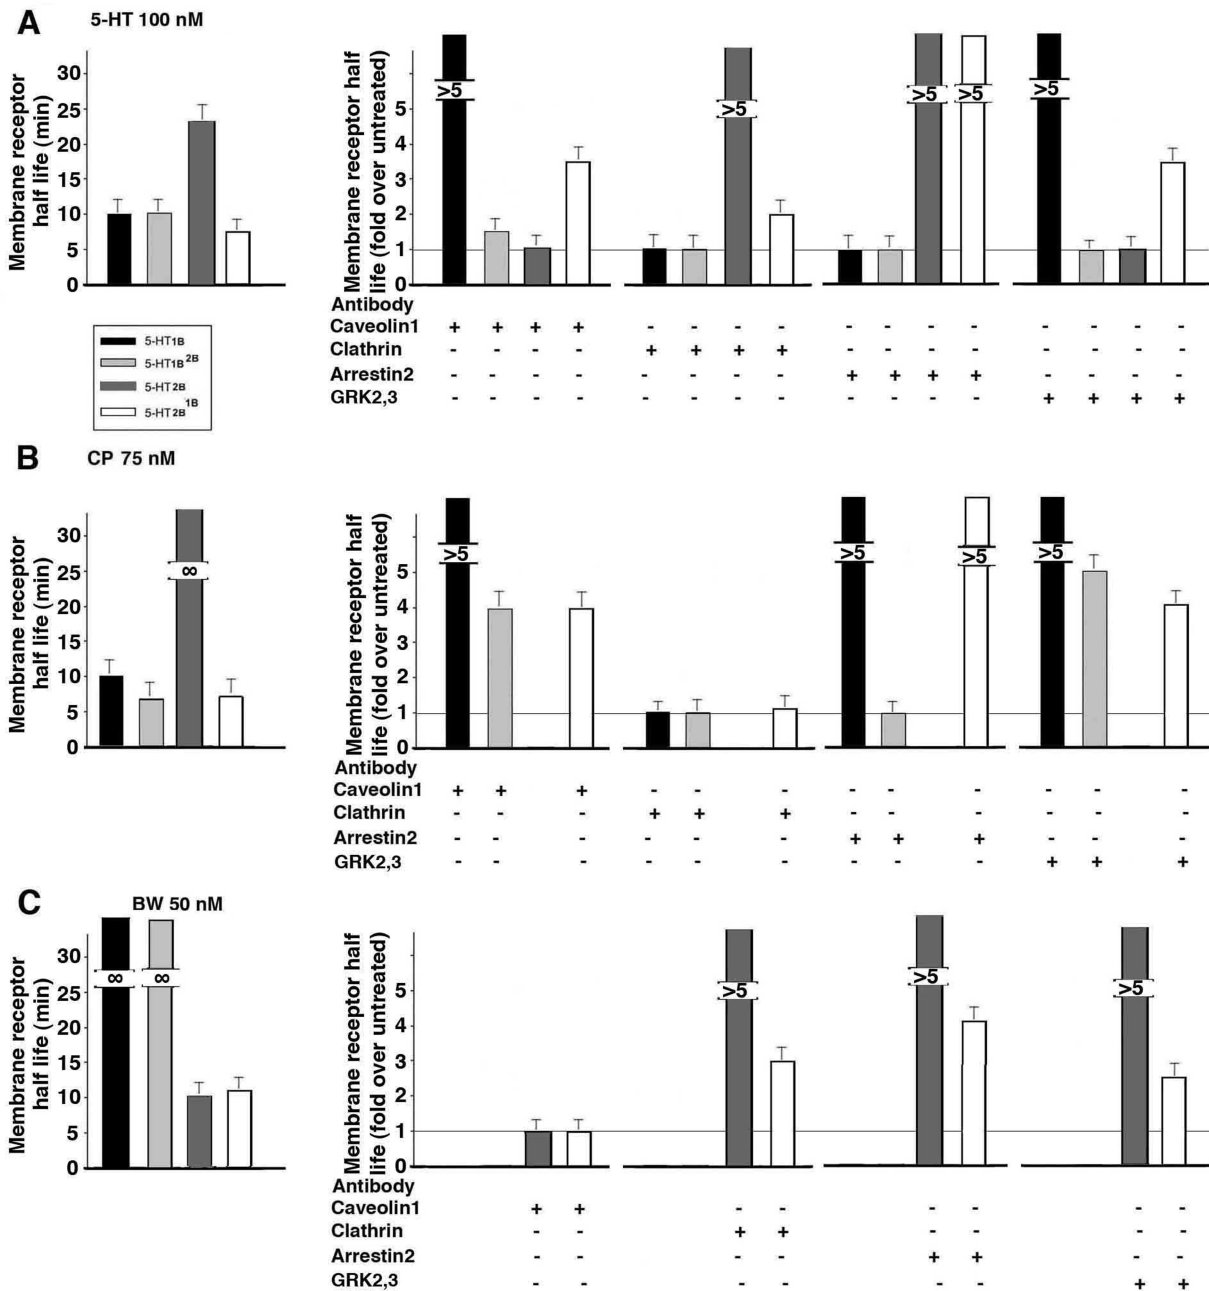 A
5-HT 100 nM
Membrane receptor
half life (min)
30
25
20
15
10
5
0
Membrane receptor half
life (fold over untreated)
5
4
3
2
1
0
>5
>5
>5
>5
>5
Antibody
Caveolin1 + + + + - - - - - - - - - - - -
Clathrin - - - - + + + + - - - - - - - -
Arrestin2 - - - - - - - - + + + + - - - -
GRK2,3 - - - - - - - - - - - - + + + +
5-HT1B
5-HT1B 2B
5-HT2B
5-HT2B 1B
B
CP 75 nM
Membrane receptor
half life (min)
30
25
20
15
10
5
0
∞
Membrane receptor half
life (fold over untreated)
5
4
3
2
1
0
>5
>5
>5
>5
Antibody
Caveolin1 + + + - - - - - - - - -
Clathrin - - - + + + - - - - - -
Arrestin2 - - - - - - + + + - - -
GRK2,3 - - - - - - - - - + + +
C
BW 50 nM
Membrane receptor
half life (min)
30
25
20
15
10
5
0
∞
∞
Membrane receptor half
life (fold over untreated)
5
4
3
2
1
0
>5
>5
>5
Antibody
Caveolin1 + + - - - - - -
Clathrin - - + + - - - -
Arrestin2 - - - - + + - -
GRK2,3 - - - - - - + +